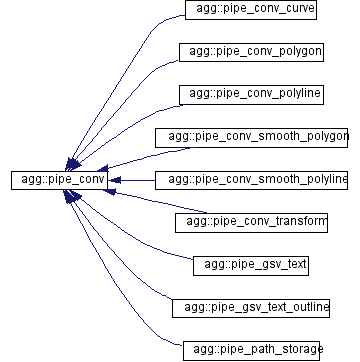 agg::pipe_conv_curve
agg::pipe_conv_polygon
agg::pipe_conv_polyline
agg::pipe_conv_smooth_polygon
agg::pipe_conv
agg::pipe_conv_smooth_polyline
agg::pipe_conv_transform
agg::pipe_gsv_text
agg::pipe_gsv_text_outline
agg::pipe_path_storage